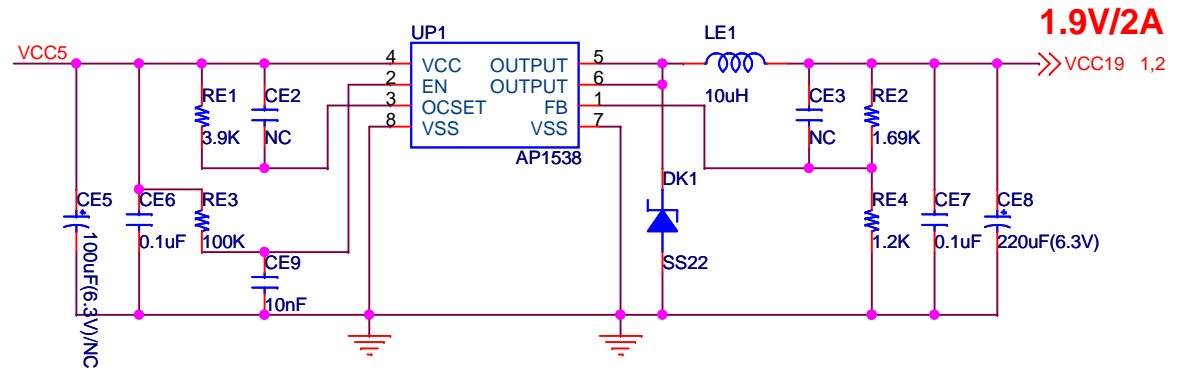 1.9V/2A
VCC5
UP1
LE1
VCC19 1,2
4 VCC OUTPUT 5
2 EN OUTPUT 6
3 OCSET FB 1
8 VSS VSS 7
AP1538
10uH
RE1
3.9K
CE2
NC
CE3
NC
RE2
1.69K
CE5
100uF(6.3V)/NC
CE6
0.1uF
RE3
100K
CE9
10nF
DK1
SS22
RE4
1.2K
CE7
0.1uF
CE8
220uF(6.3V)